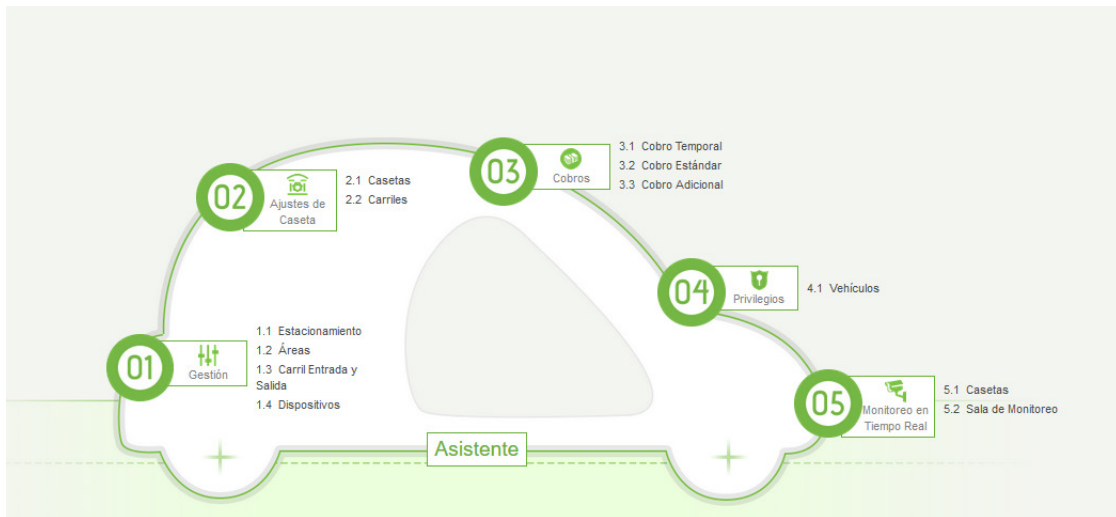 01
Gestión
1.1 Estacionamiento
1.2 Áreas
1.3 Carril Entrada y
Salida
1.4 Dispositivos
02
Ajustes de
Caseta
2.1 Casetas
2.2 Carriles
03
Cobros
3.1 Cobro Temporal
3.2 Cobro Estándar
3.3 Cobro Adicional
04
Privilegios
4.1 Vehículos
05
Monitoreo en
Tiempo Real
5.1 Casetas
5.2 Sala de Monitoreo
Asistente